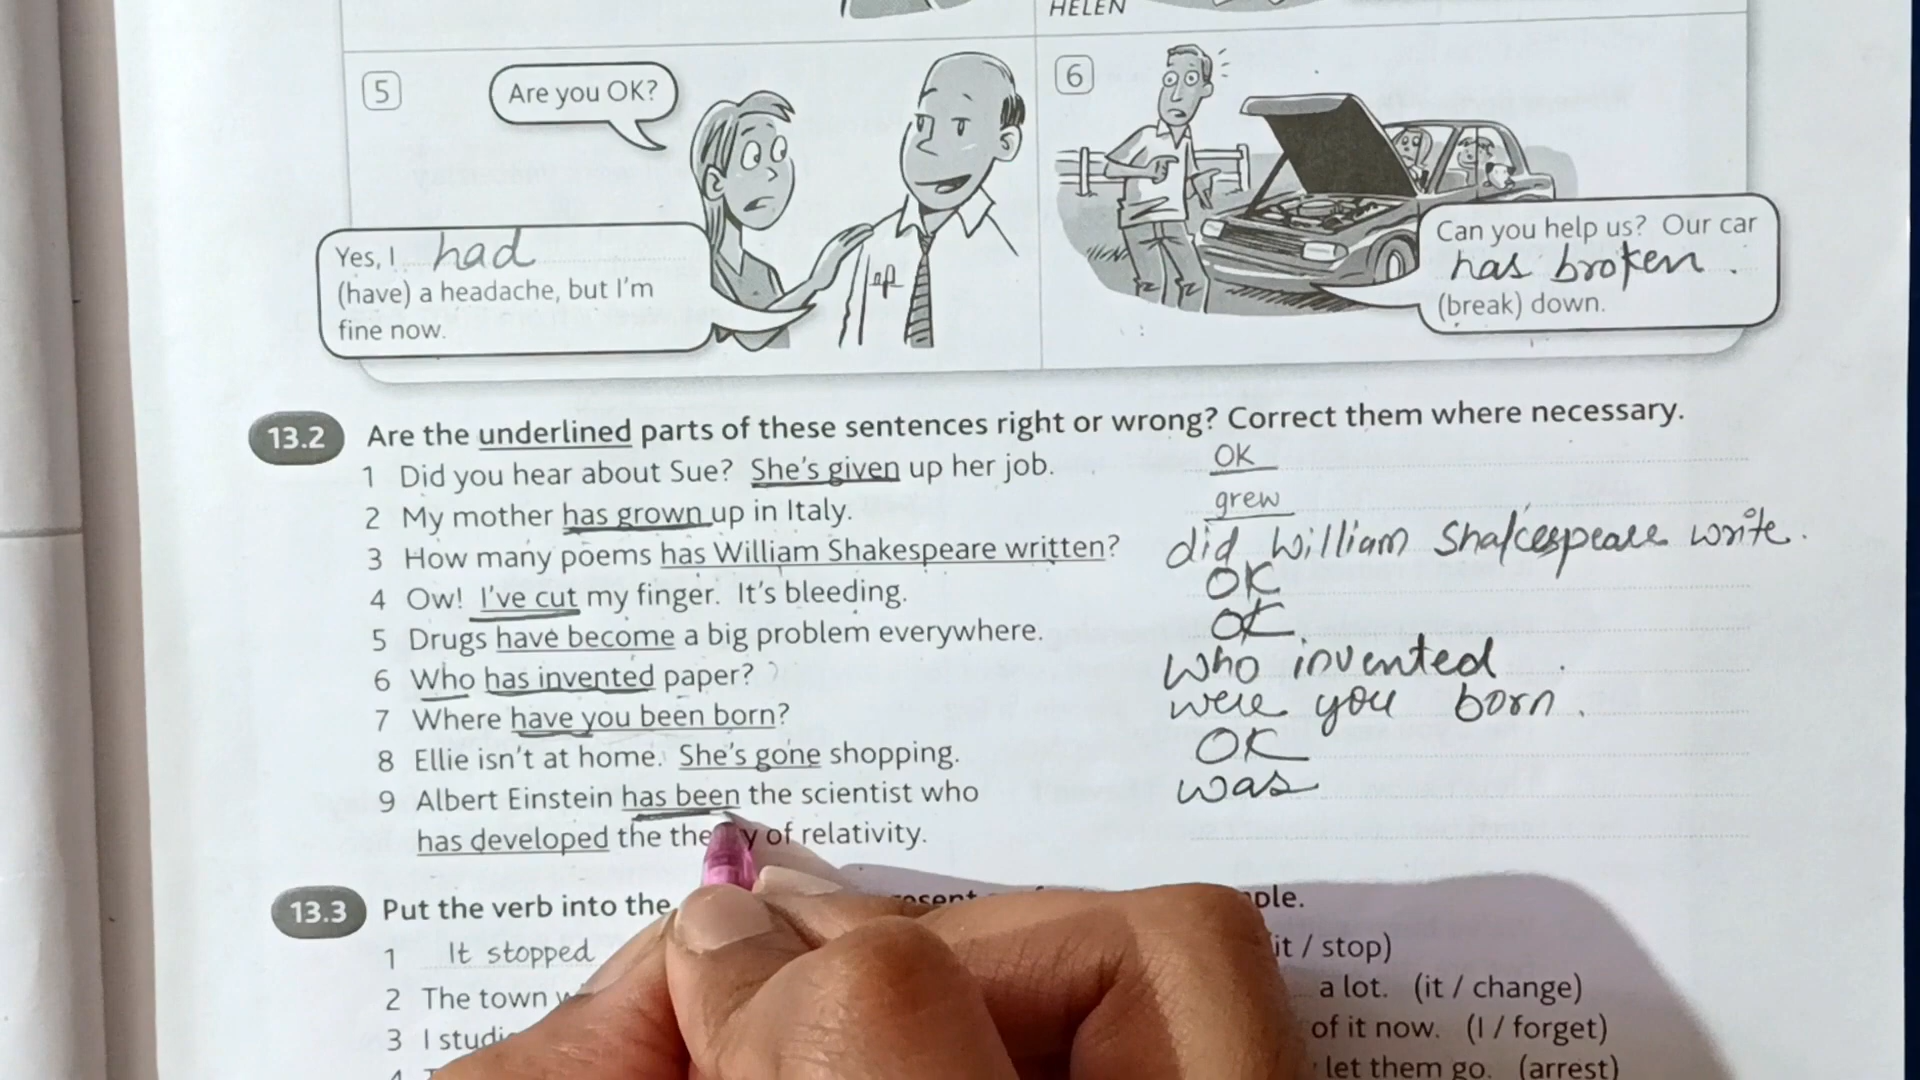 HELEN
5
Are you OK?
Yes, I had
(have) a headache, but I'm
fine now.
6
Can you help us? Our car
has broken.
(break) down.
13.2 Are the underlined parts of these sentences right or wrong? Correct them where necessary.
1 Did you hear about Sue? She's given up her job. OK
2 My mother has grown up in Italy. grew
3 How many poems has William Shakespeare written? did William Shakespeare write.
4 Ow! I've cut my finger. It's bleeding. OK
5 Drugs have become a big problem everywhere. OK.
6 Who has invented paper? Who invented.
7 Where have you been born? were you born.
8 Ellie isn't at home. She's gone shopping. OK
9 Albert Einstein has been the scientist who was
has developed the of relativity.
13.3 Put the verb into the
1 It stopped (it / stop)
2 The town a lot. (it / change)
3 I of it now. (I / forget)
4 let them go. (arrest)